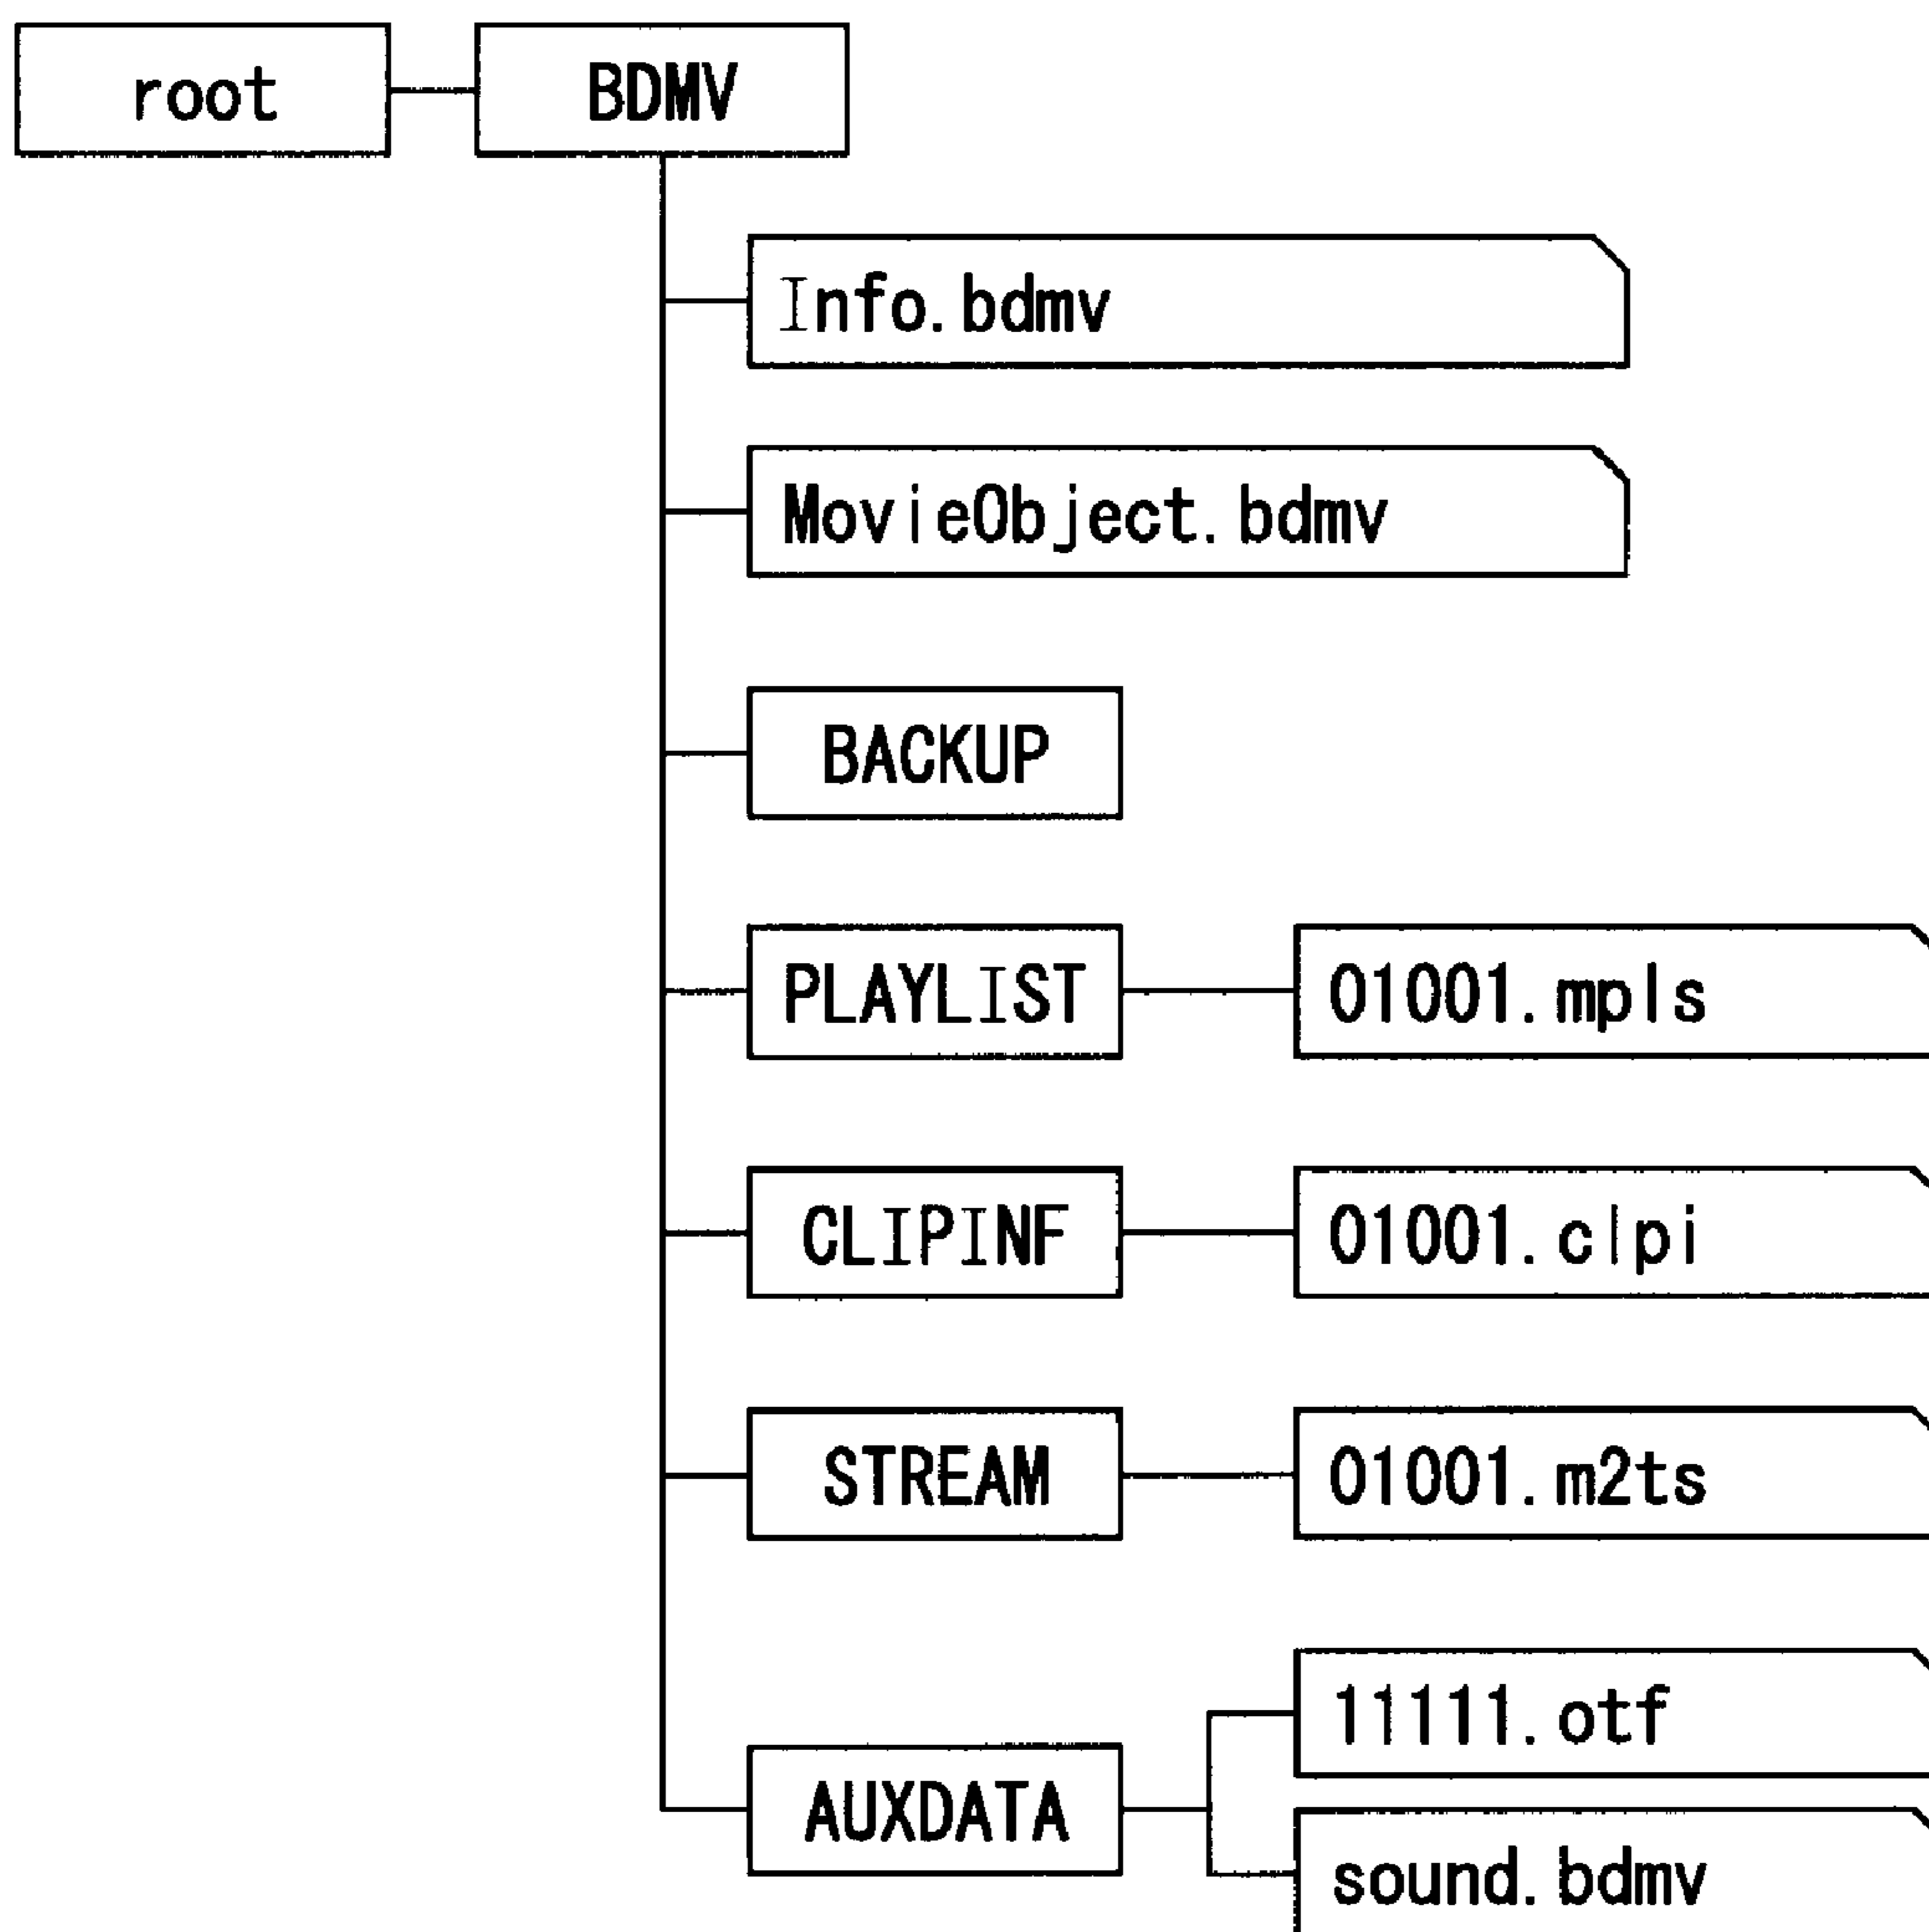 root BDMV
Info.bdmv
MovieObject.bdmv
BACKUP
PLAYLIST 01001.mpls
CLIPINF 01001.clpi
STREAM 01001.m2ts
11111.otf
AUXDATA
sound.bdmv